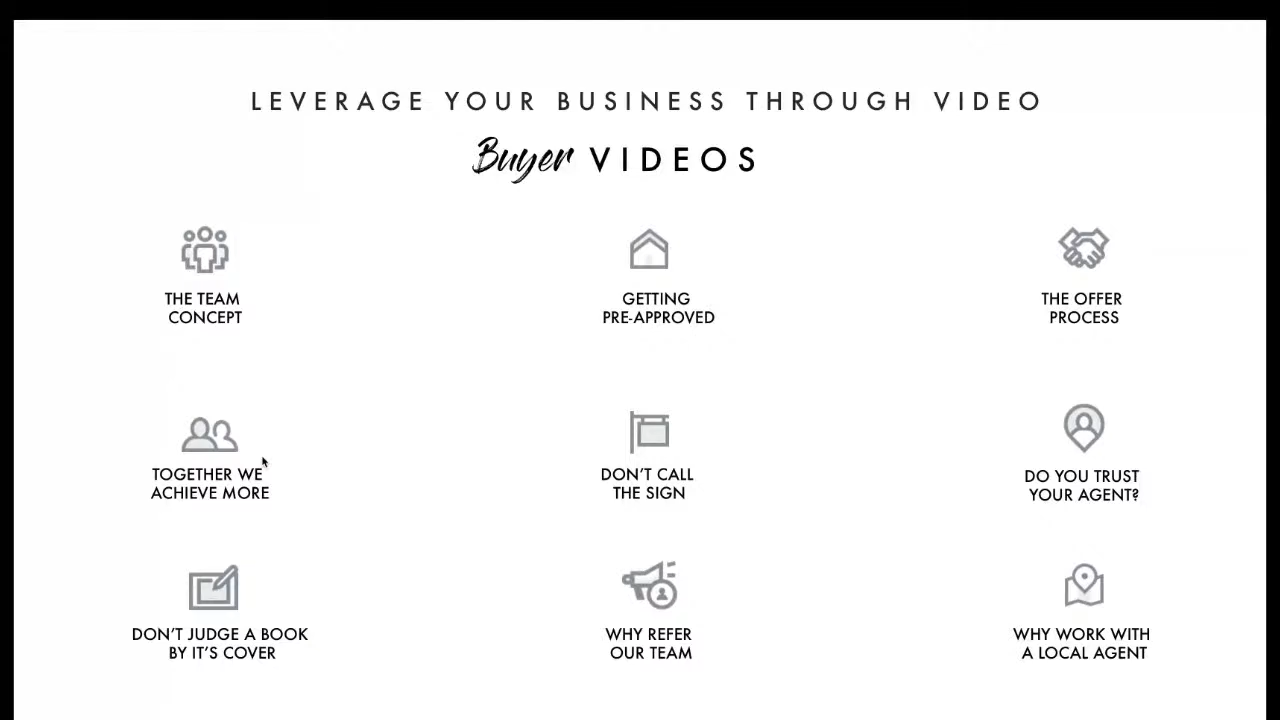 LEVERAGE YOUR BUSINESS THROUGH VIDEO
Buyer VIDEOS
THE TEAM
CONCEPT
GETTING
PRE-APPROVED
THE OFFER
PROCESS
TOGETHER WE
ACHIEVE MORE
DON'T CALL
THE SIGN
DO YOU TRUST
YOUR AGENT?
DON'T JUDGE A BOOK
BY IT'S COVER
WHY REFER
OUR TEAM
WHY WORK WITH
A LOCAL AGENT